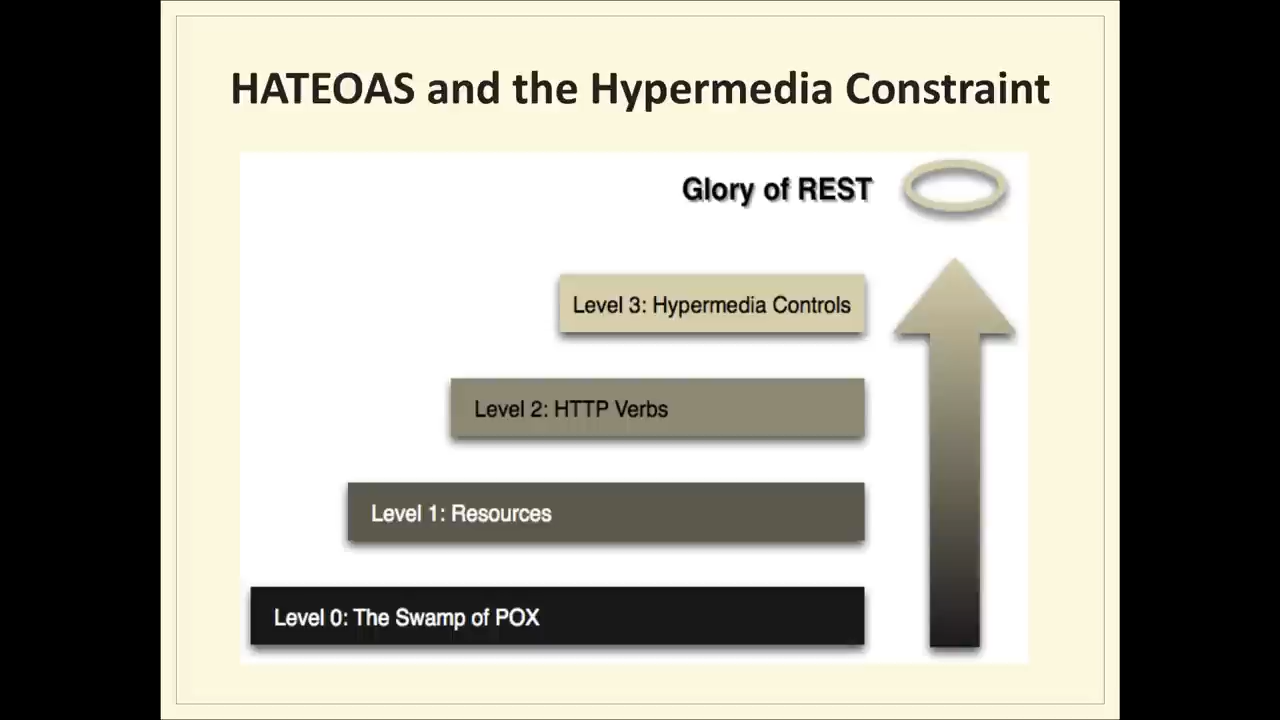 HATEOAS and the Hypermedia Constraint
Glory of REST
Level 3: Hypermedia Controls
Level 2: HTTP Verbs
Level 1: Resources
Level 0: The Swamp of POX